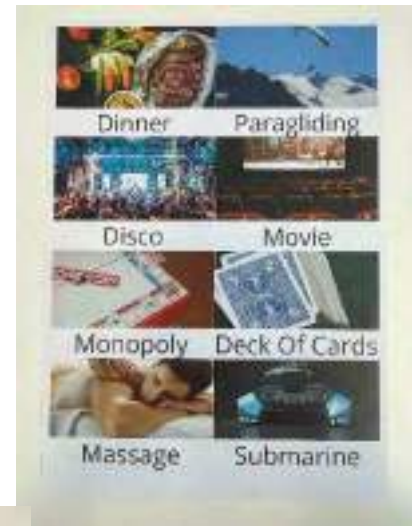 Dinner Paragliding
Disco Movie
Monopoly Deck Of Cards
Massage Submarine